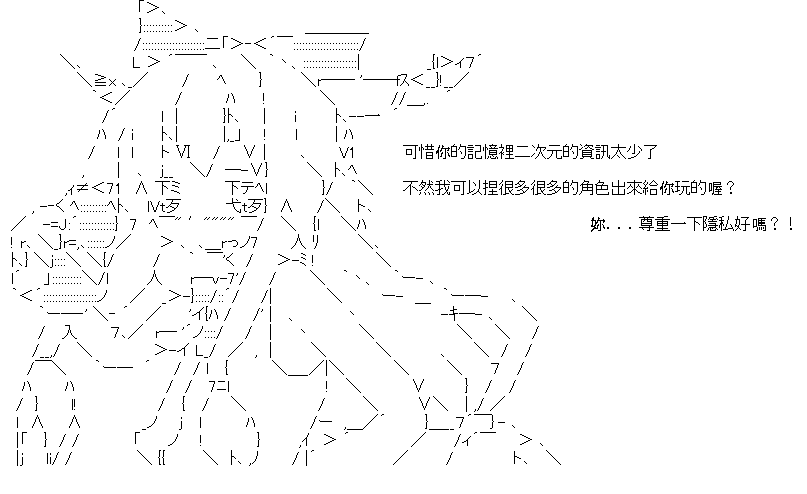 可惜你的記憶裡二次元的資訊太少了
不然我可以捏很多很多的角色出來給你玩的喔？
妳...尊重一下隱私好嗎？！